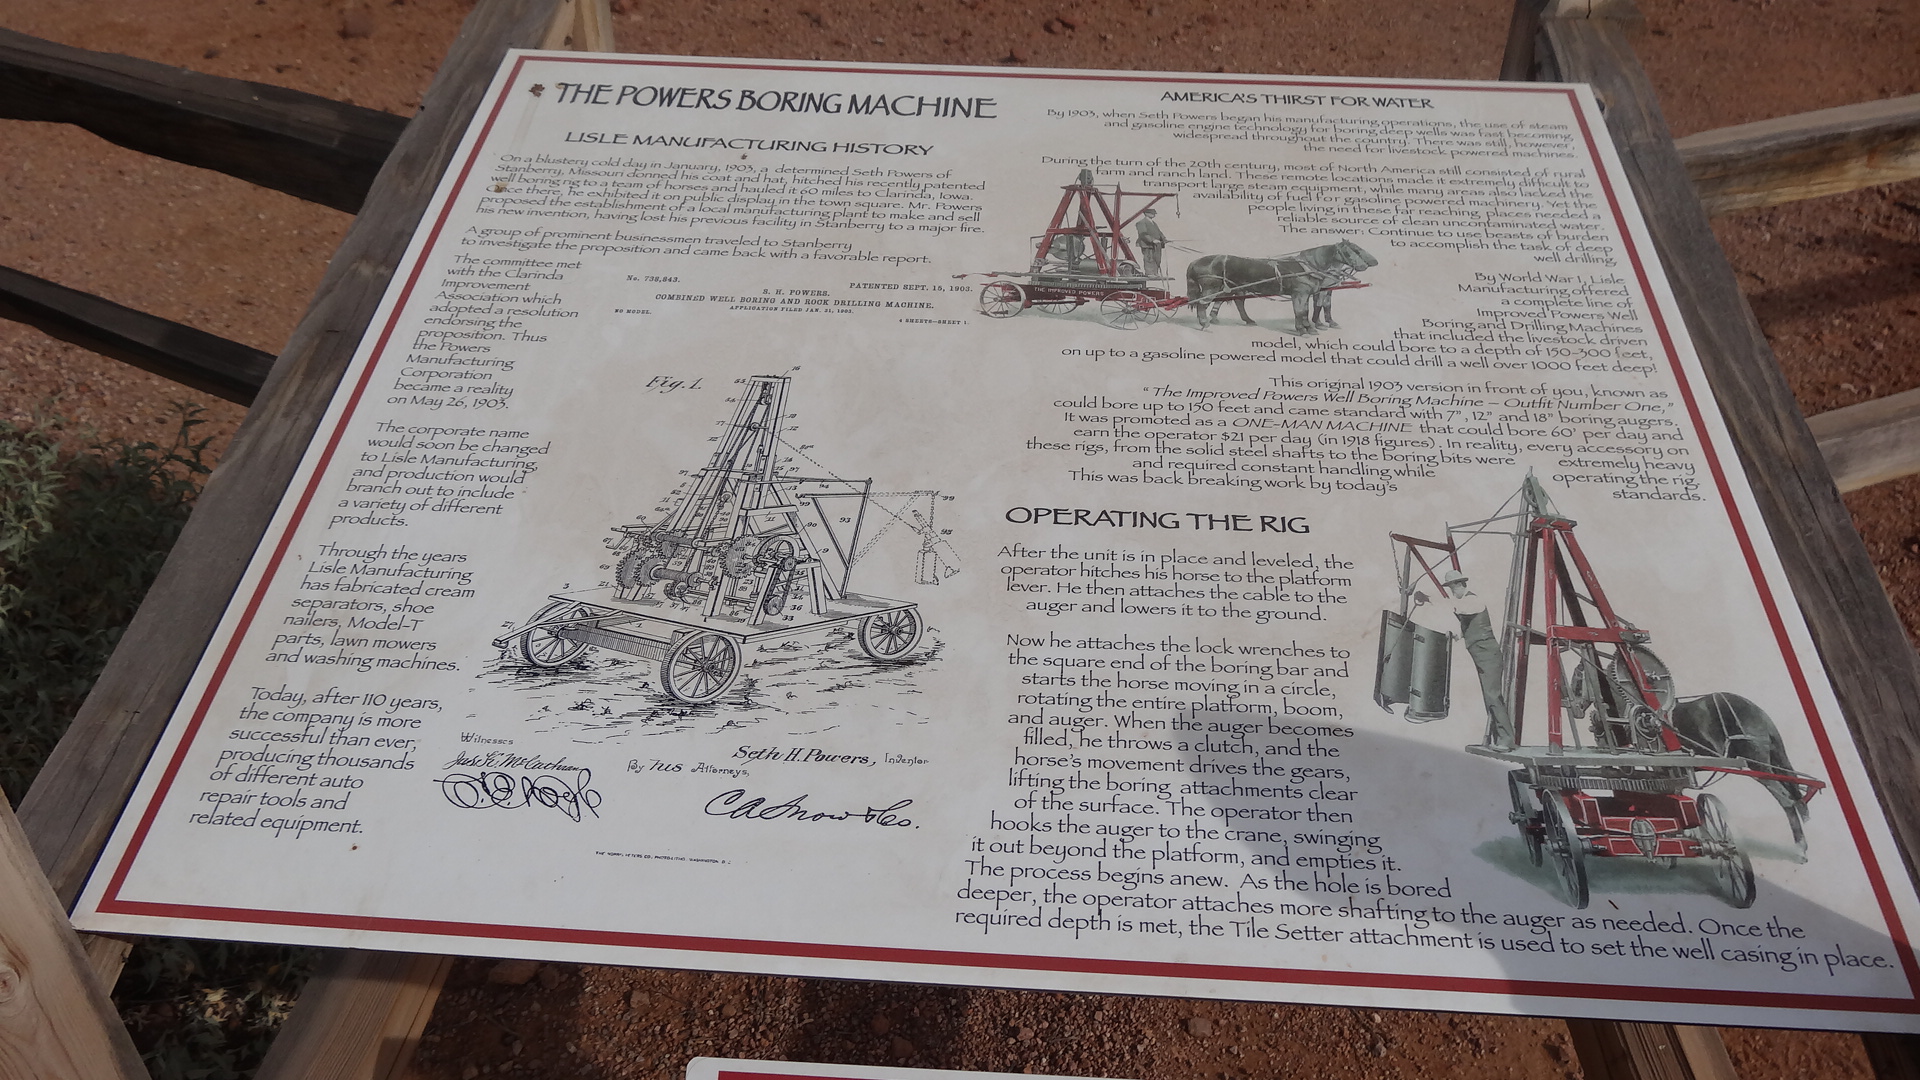 THE POWERS BORING MACHINE
LISLE MANUFACTURING HISTORY
On a blustery cold day in January, 1903, a determined Seth Powers of
Stanberry, Missouri donned his coat and hat, hitched his recently patented
well boring rig to a team of horses and hauled it 60 miles to Clarinda, Iowa.
Once there, he exhibited it on public display in the town square. Mr. Powers
proposed the establishment of a local manufacturing plant to make and sell
his new invention, having lost his previous facility in Stanberry to a major fire.
A group of prominent businessmen traveled to Stanberry
to investigate the proposition and came back with a favorable report.
The committee met
with the Clarinda
Improvement
Association which
adopted a resolution
endorsing the
proposition. Thus
the Powers
Manufacturing
Corporation
became a reality
on May 26, 1903.
The corporate name
would soon be changed
to Lisle Manufacturing,
and production would
branch out to include
a variety of different
products.
Through the years
Lisle Manufacturing
has fabricated cream
separators, shoe
nailers, Model-T
parts, lawn mowers
and washing machines.
Today, after 110 years,
the company is more
successful than ever,
producing thousands
of different auto
repair tools and
related equipment.
No. 738,843.
PATENTED SEPT. 15, 1903.
S. H. POWERS.
COMBINED WELL BORING AND ROCK DRILLING MACHINE.
APPLICATION FILED JAN. 21, 1903.
NO MODEL.
4 SHEETS—SHEET 1.
Fig. 1.
Witnesses
Seth H. Powers, Inventor
By his Attorneys,
C A Snow & Co.
AMERICA'S THIRST FOR WATER
By 1903, when Seth Powers began his manufacturing operations, the use of steam
and gasoline engine technology for boring deep wells was fast becoming
widespread throughout the country. There was still, however,
the need for livestock powered machines.
During the turn of the 20th century, most of North America still consisted of rural
farm and ranch land. These remote locations made it extremely difficult to
transport large steam equipment, while many areas also lacked the
availability of fuel for gasoline powered machinery. Yet the
people living in these far reaching, places needed a
reliable source of clean uncontaminated water.
The answer: Continue to use beasts of burden
to accomplish the task of deep
well drilling.
THE IMPROVED POWERS
By World War 1, Lisle
Manufacturing offered
a complete line of
Improved Powers Well
Boring and Drilling Machines
that included the livestock driven
model, which could bore to a depth of 150-300 feet,
on up to a gasoline powered model that could drill a well over 1000 feet deep!
This original 1903 version in front of you, known as
" The Improved Powers Well Boring Machine – Outfit Number One,"
could bore up to 150 feet and came standard with 7", 12" and 18" boring augers.
It was promoted as a ONE-MAN MACHINE that could bore 60' per day and
earn the operator $21 per day (in 1918 figures). In reality, every accessory on
these rigs, from the solid steel shafts to the boring bits were extremely heavy
and required constant handling while operating the rig.
This was back breaking work by today's standards.
OPERATING THE RIG
After the unit is in place and leveled, the
operator hitches his horse to the platform
lever. He then attaches the cable to the
auger and lowers it to the ground.
Now he attaches the lock wrenches to
the square end of the boring bar and
starts the horse moving in a circle,
rotating the entire platform, boom,
and auger. When the auger becomes
filled, he throws a clutch, and the
horse's movement drives the gears,
lifting the boring attachments clear
of the surface. The operator then
hooks the auger to the crane, swinging
it out beyond the platform, and empties it.
The process begins anew. As the hole is bored
deeper, the operator attaches more shafting to the auger as needed. Once the
required depth is met, the Tile Setter attachment is used to set the well casing in place.